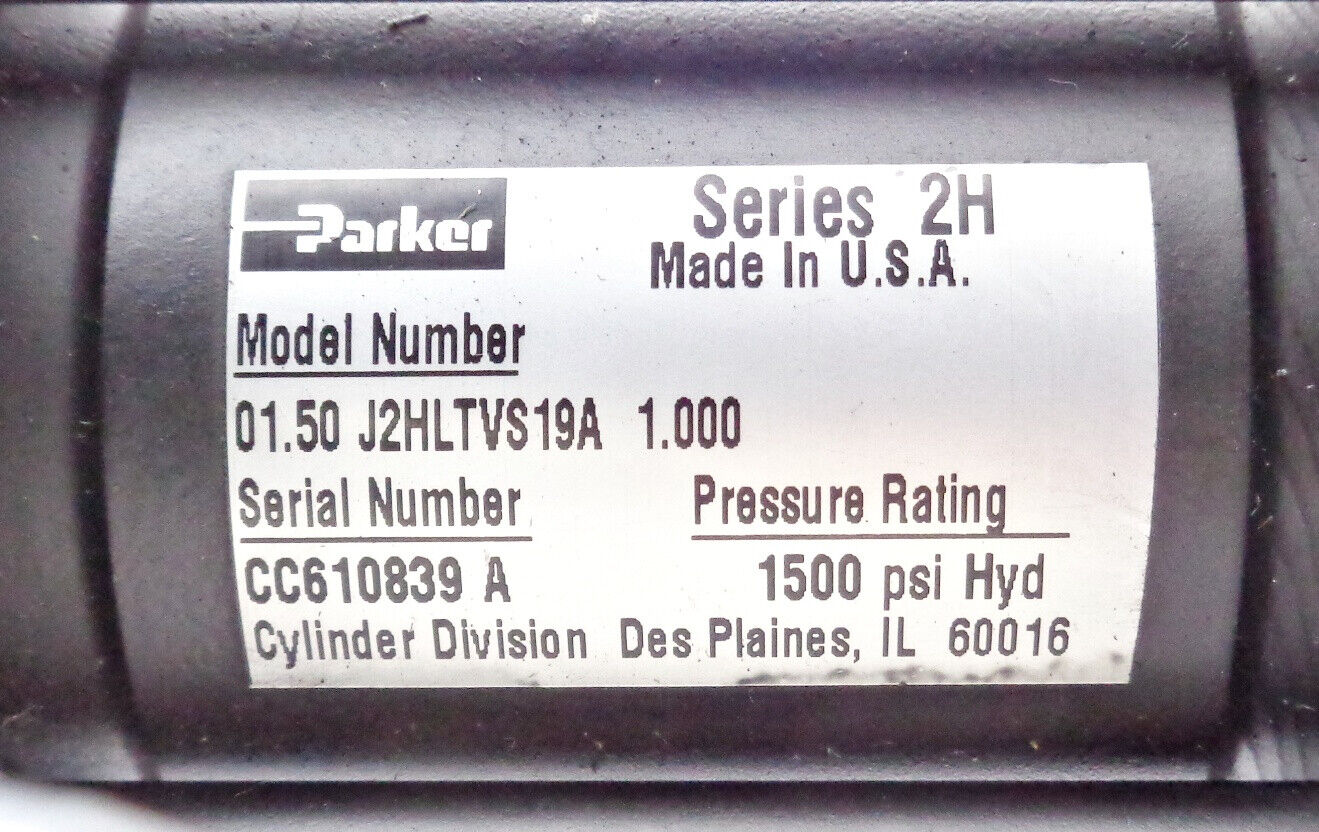 Parker
Series 2H
Made In U.S.A.
Model Number
01.50 J2HLTVS19A 1.000
Serial Number
Pressure Rating
CC610839 A
1500 psi Hyd
Cylinder Division Des Plaines, IL 60016